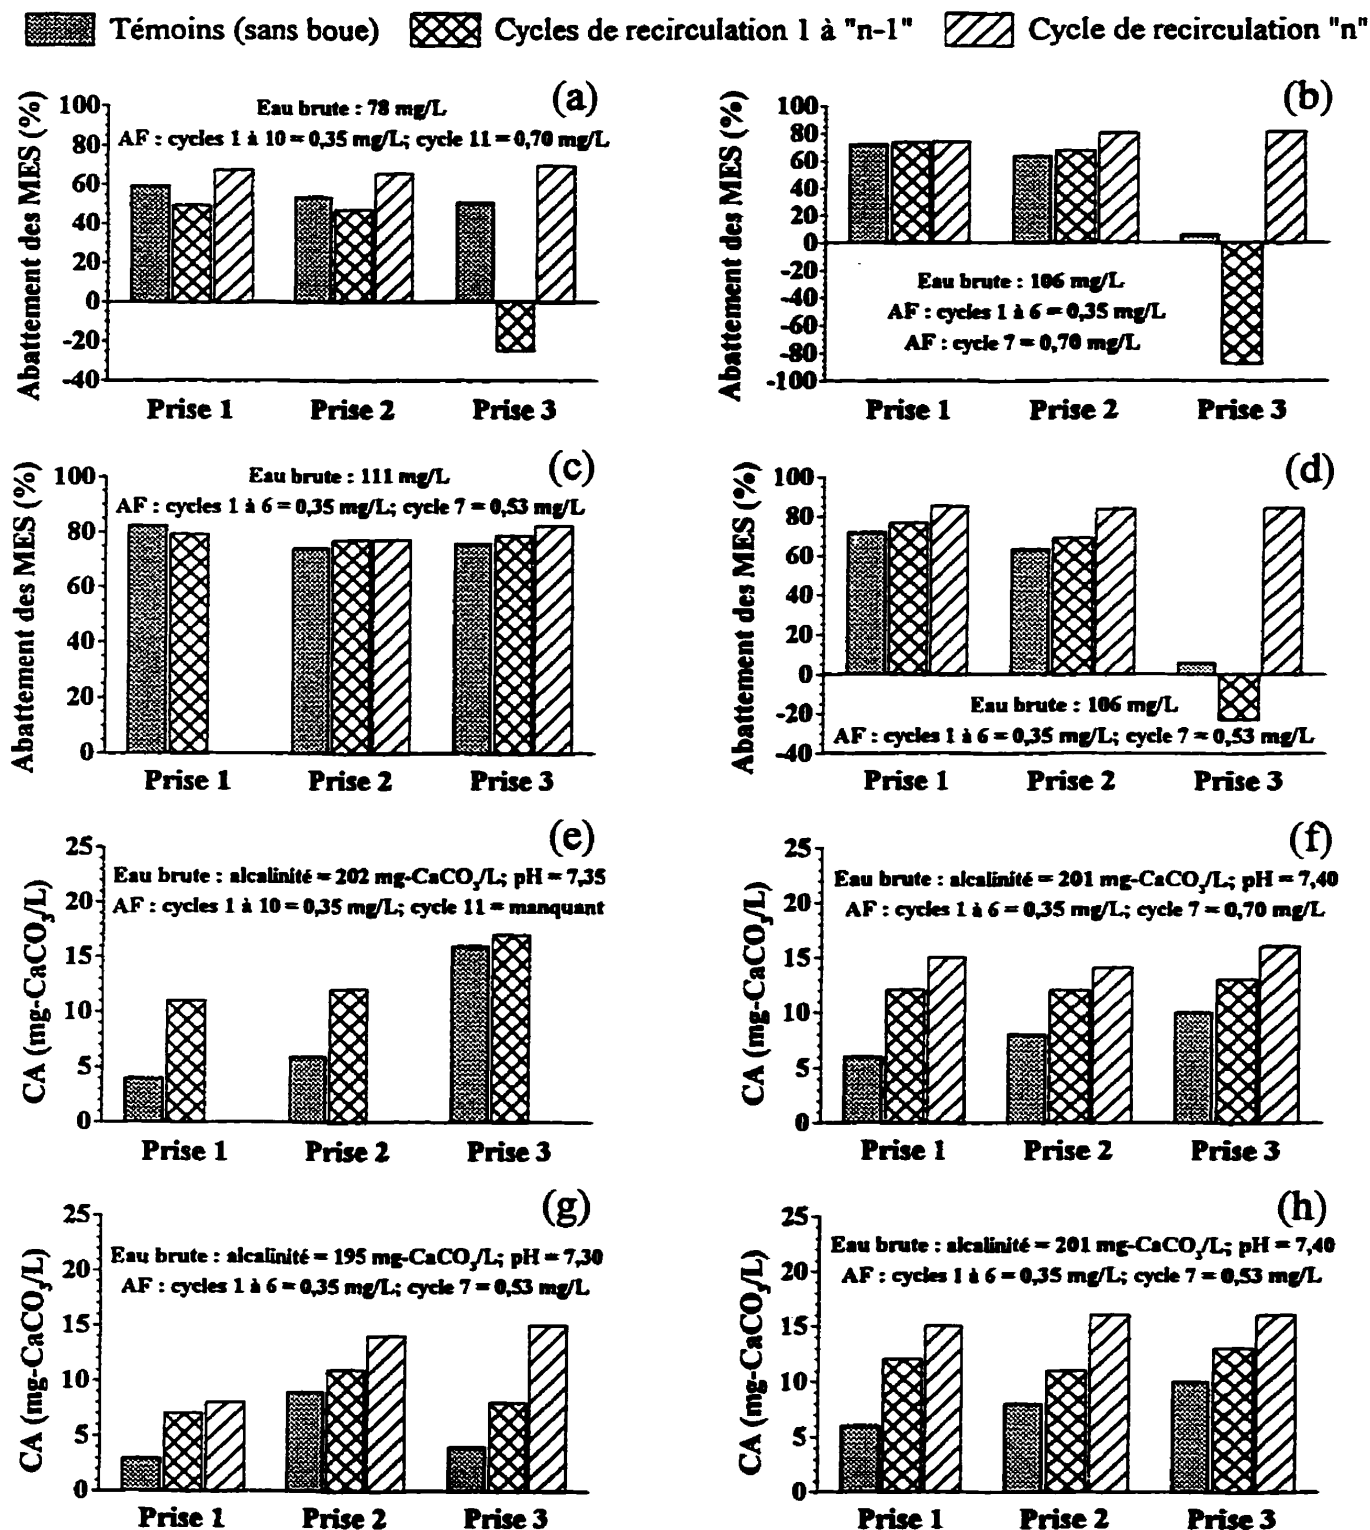 Témoins (sans boue) Cycles de recirculation 1 à "n-1" Cycle de recirculation "n"
(a)
Abattement des MES (%)
Eau brute : 78 mg/L
AF : cycles 1 à 10 = 0,35 mg/L; cycle 11 = 0,70 mg/L
100
80
60
40
20
0
-20
-40
Prise 1 Prise 2 Prise 3
(b)
Abattement des MES (%)
100
80
60
40
20
0
-20
-40
-60
-80
-100
Eau brute : 106 mg/L
AF : cycles 1 à 6 = 0,35 mg/L
AF : cycle 7 = 0,70 mg/L
Prise 1 Prise 2 Prise 3
(c)
Abattement des MES (%)
Eau brute : 111 mg/L
AF : cycles 1 à 6 = 0,35 mg/L; cycle 7 = 0,53 mg/L
100
80
60
40
20
0
Prise 1 Prise 2 Prise 3
(d)
Abattement des MES (%)
100
80
60
40
20
0
-20
-40
Eau brute : 106 mg/L
AF : cycles 1 à 6 = 0,35 mg/L; cycle 7 = 0,53 mg/L
Prise 1 Prise 2 Prise 3
(e)
CA (mg-CaCO₃/L)
Eau brute : alcalinité = 202 mg-CaCO₃/L; pH = 7,35
AF : cycles 1 à 10 = 0,35 mg/L; cycle 11 = manquant
25
20
15
10
5
0
Prise 1 Prise 2 Prise 3
(f)
CA (mg-CaCO₃/L)
Eau brute : alcalinité = 201 mg-CaCO₃/L; pH = 7,40
AF : cycles 1 à 6 = 0,35 mg/L; cycle 7 = 0,70 mg/L
25
20
15
10
5
0
Prise 1 Prise 2 Prise 3
(g)
CA (mg-CaCO₃/L)
Eau brute : alcalinité = 195 mg-CaCO₃/L; pH = 7,30
AF : cycles 1 à 6 = 0,35 mg/L; cycle 7 = 0,53 mg/L
25
20
15
10
5
0
Prise 1 Prise 2 Prise 3
(h)
CA (mg-CaCO₃/L)
Eau brute : alcalinité = 201 mg-CaCO₃/L; pH = 7,40
AF : cycles 1 à 6 = 0,35 mg/L; cycle 7 = 0,53 mg/L
25
20
15
10
5
0
Prise 1 Prise 2 Prise 3